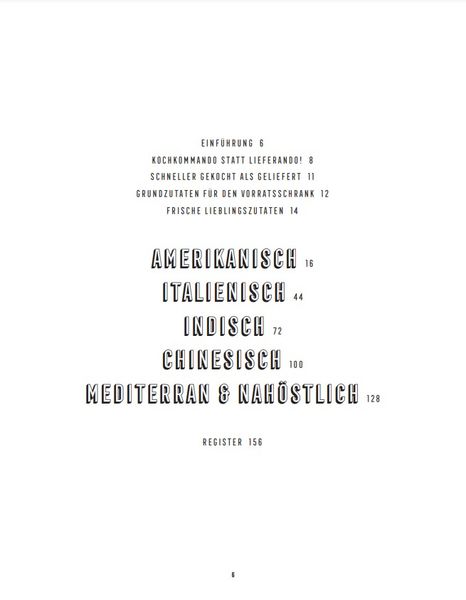 EINFÜHRUNG 6
KOCHKOMMANDO STATT LIEFERANDO! 8
SCHNELLER GEKOCHT ALS GELIEFERT 11
GRUNDZUTATEN FÜR DEN VORRATSSCHRANK 12
FRISCHE LIEBLINGSZUTATEN 14
AMERIKANISCH 16
ITALIENISCH 44
INDISCH 72
CHINESISCH 100
MEDITERRAN & NAHÖSTLICH 128
REGISTER 156
6